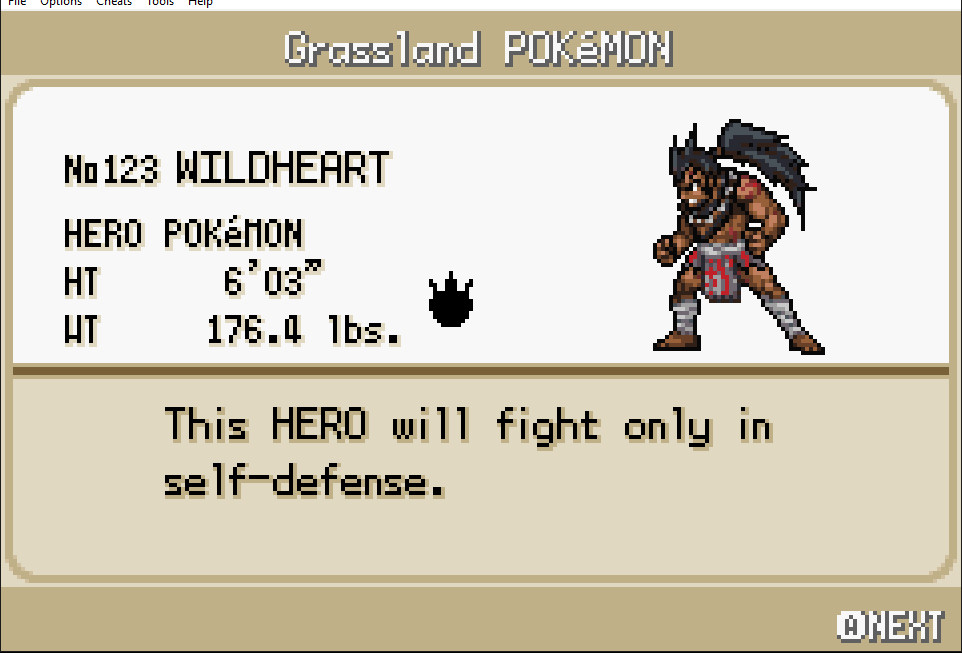 File Options Cheats Tools Help
Grassland POKéMON
No123 WILDHEART
HERO POKéMON
HT 6'03"
WT 176.4 lbs.
This HERO will fight only in
self-defense.
A NEXT